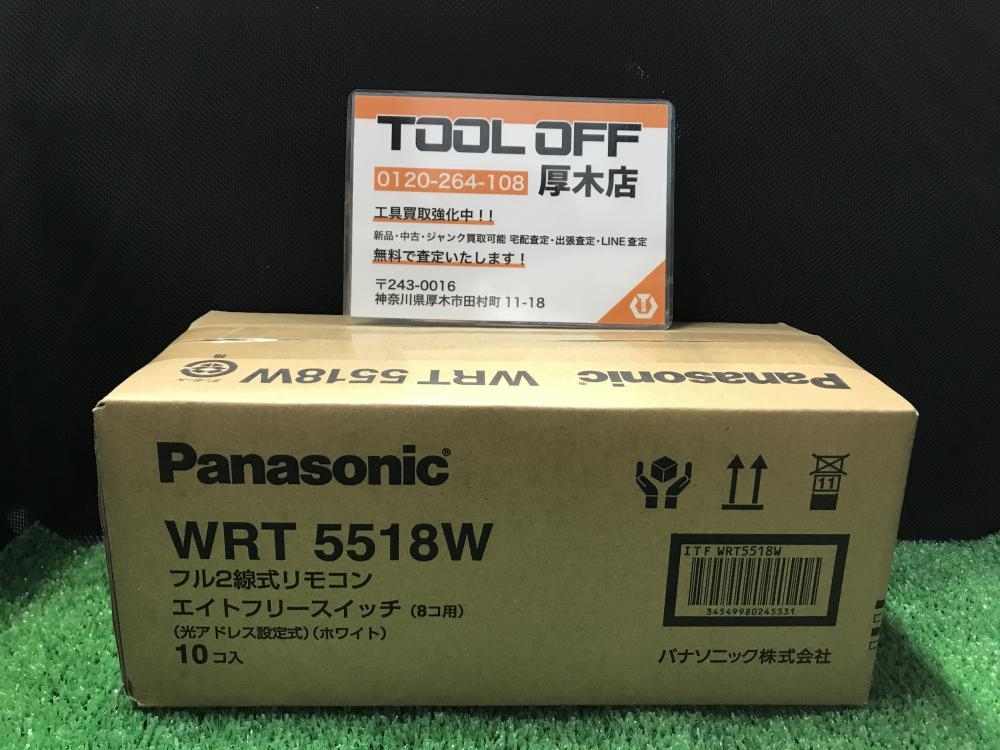 TOOL OFF
0120-264-108 厚木店
工具買取強化中！！
新品・中古・ジャンク買取可能 宅配査定・出張査定・LINE査定
無料で査定いたします！
〒243-0016
神奈川県厚木市田村町 11-18
Panasonic® WRT 5518W
Panasonic®
WRT 5518W
フル2線式リモコン
エイトフリースイッチ（8コ用）
（光アドレス設定式）（ホワイト）
10コ入
11
ITF WRT5518W
34549980245331
パナソニック株式会社